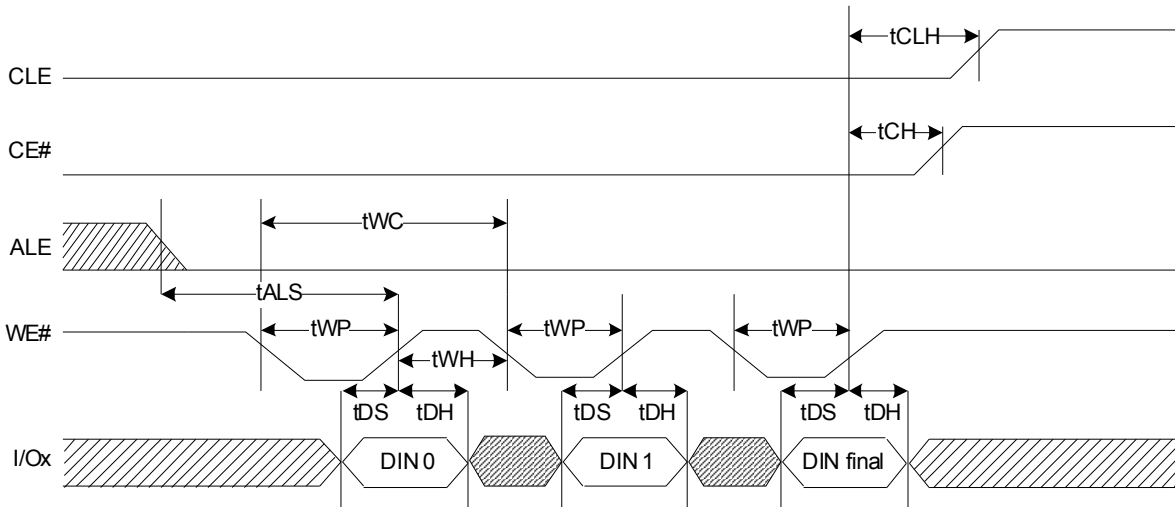 tCLH
CLE
tCH
CE#
tWC
ALE
tALS
WE#
tWP
tWP
tWP
tWH
tDS
tDH
tDS
tDH
tDS
tDH
I/Ox
DIN 0
DIN 1
DIN final